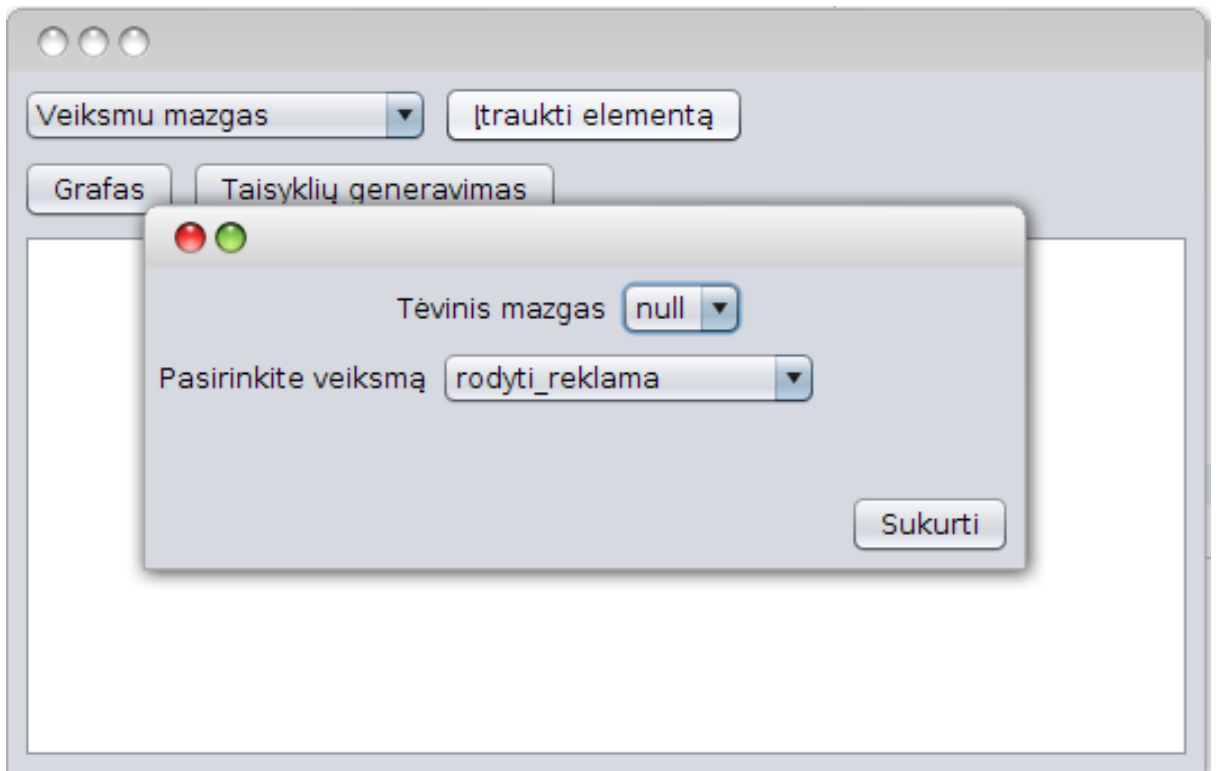 Veiksmu mazgas Įtraukti elementą
Grafas Taisyklių generavimas
Tėvinis mazgas null
Pasirinkite veiksmą rodyti_reklama
Sukurti